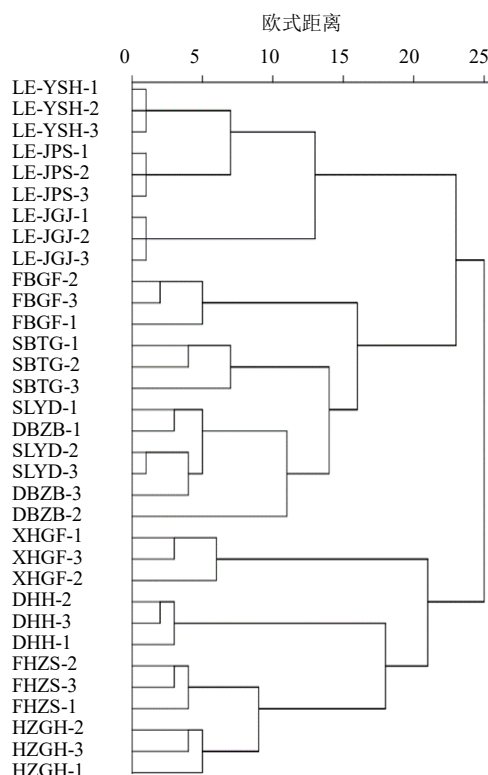 欧式距离
0 5 10 15 20 25
LE-YSH-1
LE-YSH-2
LE-YSH-3
LE-JPS-1
LE-JPS-2
LE-JPS-3
LE-JGJ-1
LE-JGJ-2
LE-JGJ-3
FBGF-2
FBGF-3
FBGF-1
SBTG-1
SBTG-2
SBTG-3
SLYD-1
DBZB-1
SLYD-2
SLYD-3
DBZB-3
DBZB-2
XHGF-1
XHGF-3
XHGF-2
DHH-2
DHH-3
DHH-1
FHZS-2
FHZS-3
FHZS-1
HZGH-2
HZGH-3
HZGH-1